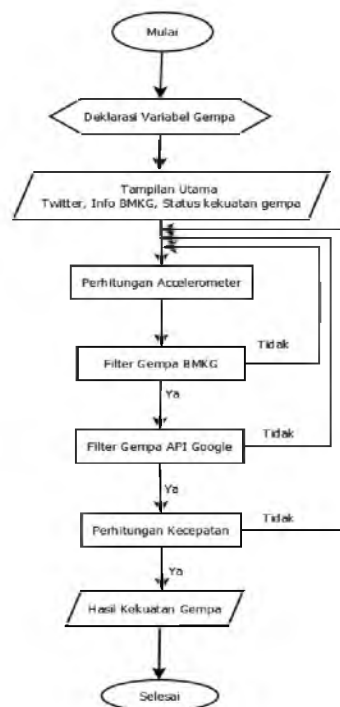 Mulai
Deklarasi Variabel Gempa
Tampilan Utama
Twitter, Info BMKG, Status kekuatan gempa
Perhitungan Accelerometer
Tidak
Filter Gempa BMKG
Ya
Tidak
Filter Gempa API Google
Ya
Tidak
Perhitungan Kecepatan
Ya
Hasil Kekuatan Gempa
Selesai